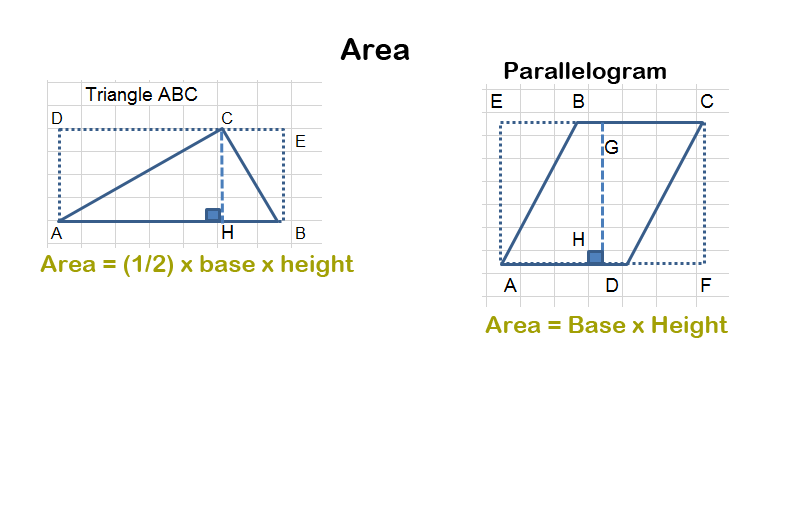 Area
Triangle ABC
D C
E
A H B
Area = (1/2) x base x height
Parallelogram
E B C
G
H
A D F
Area = Base x Height